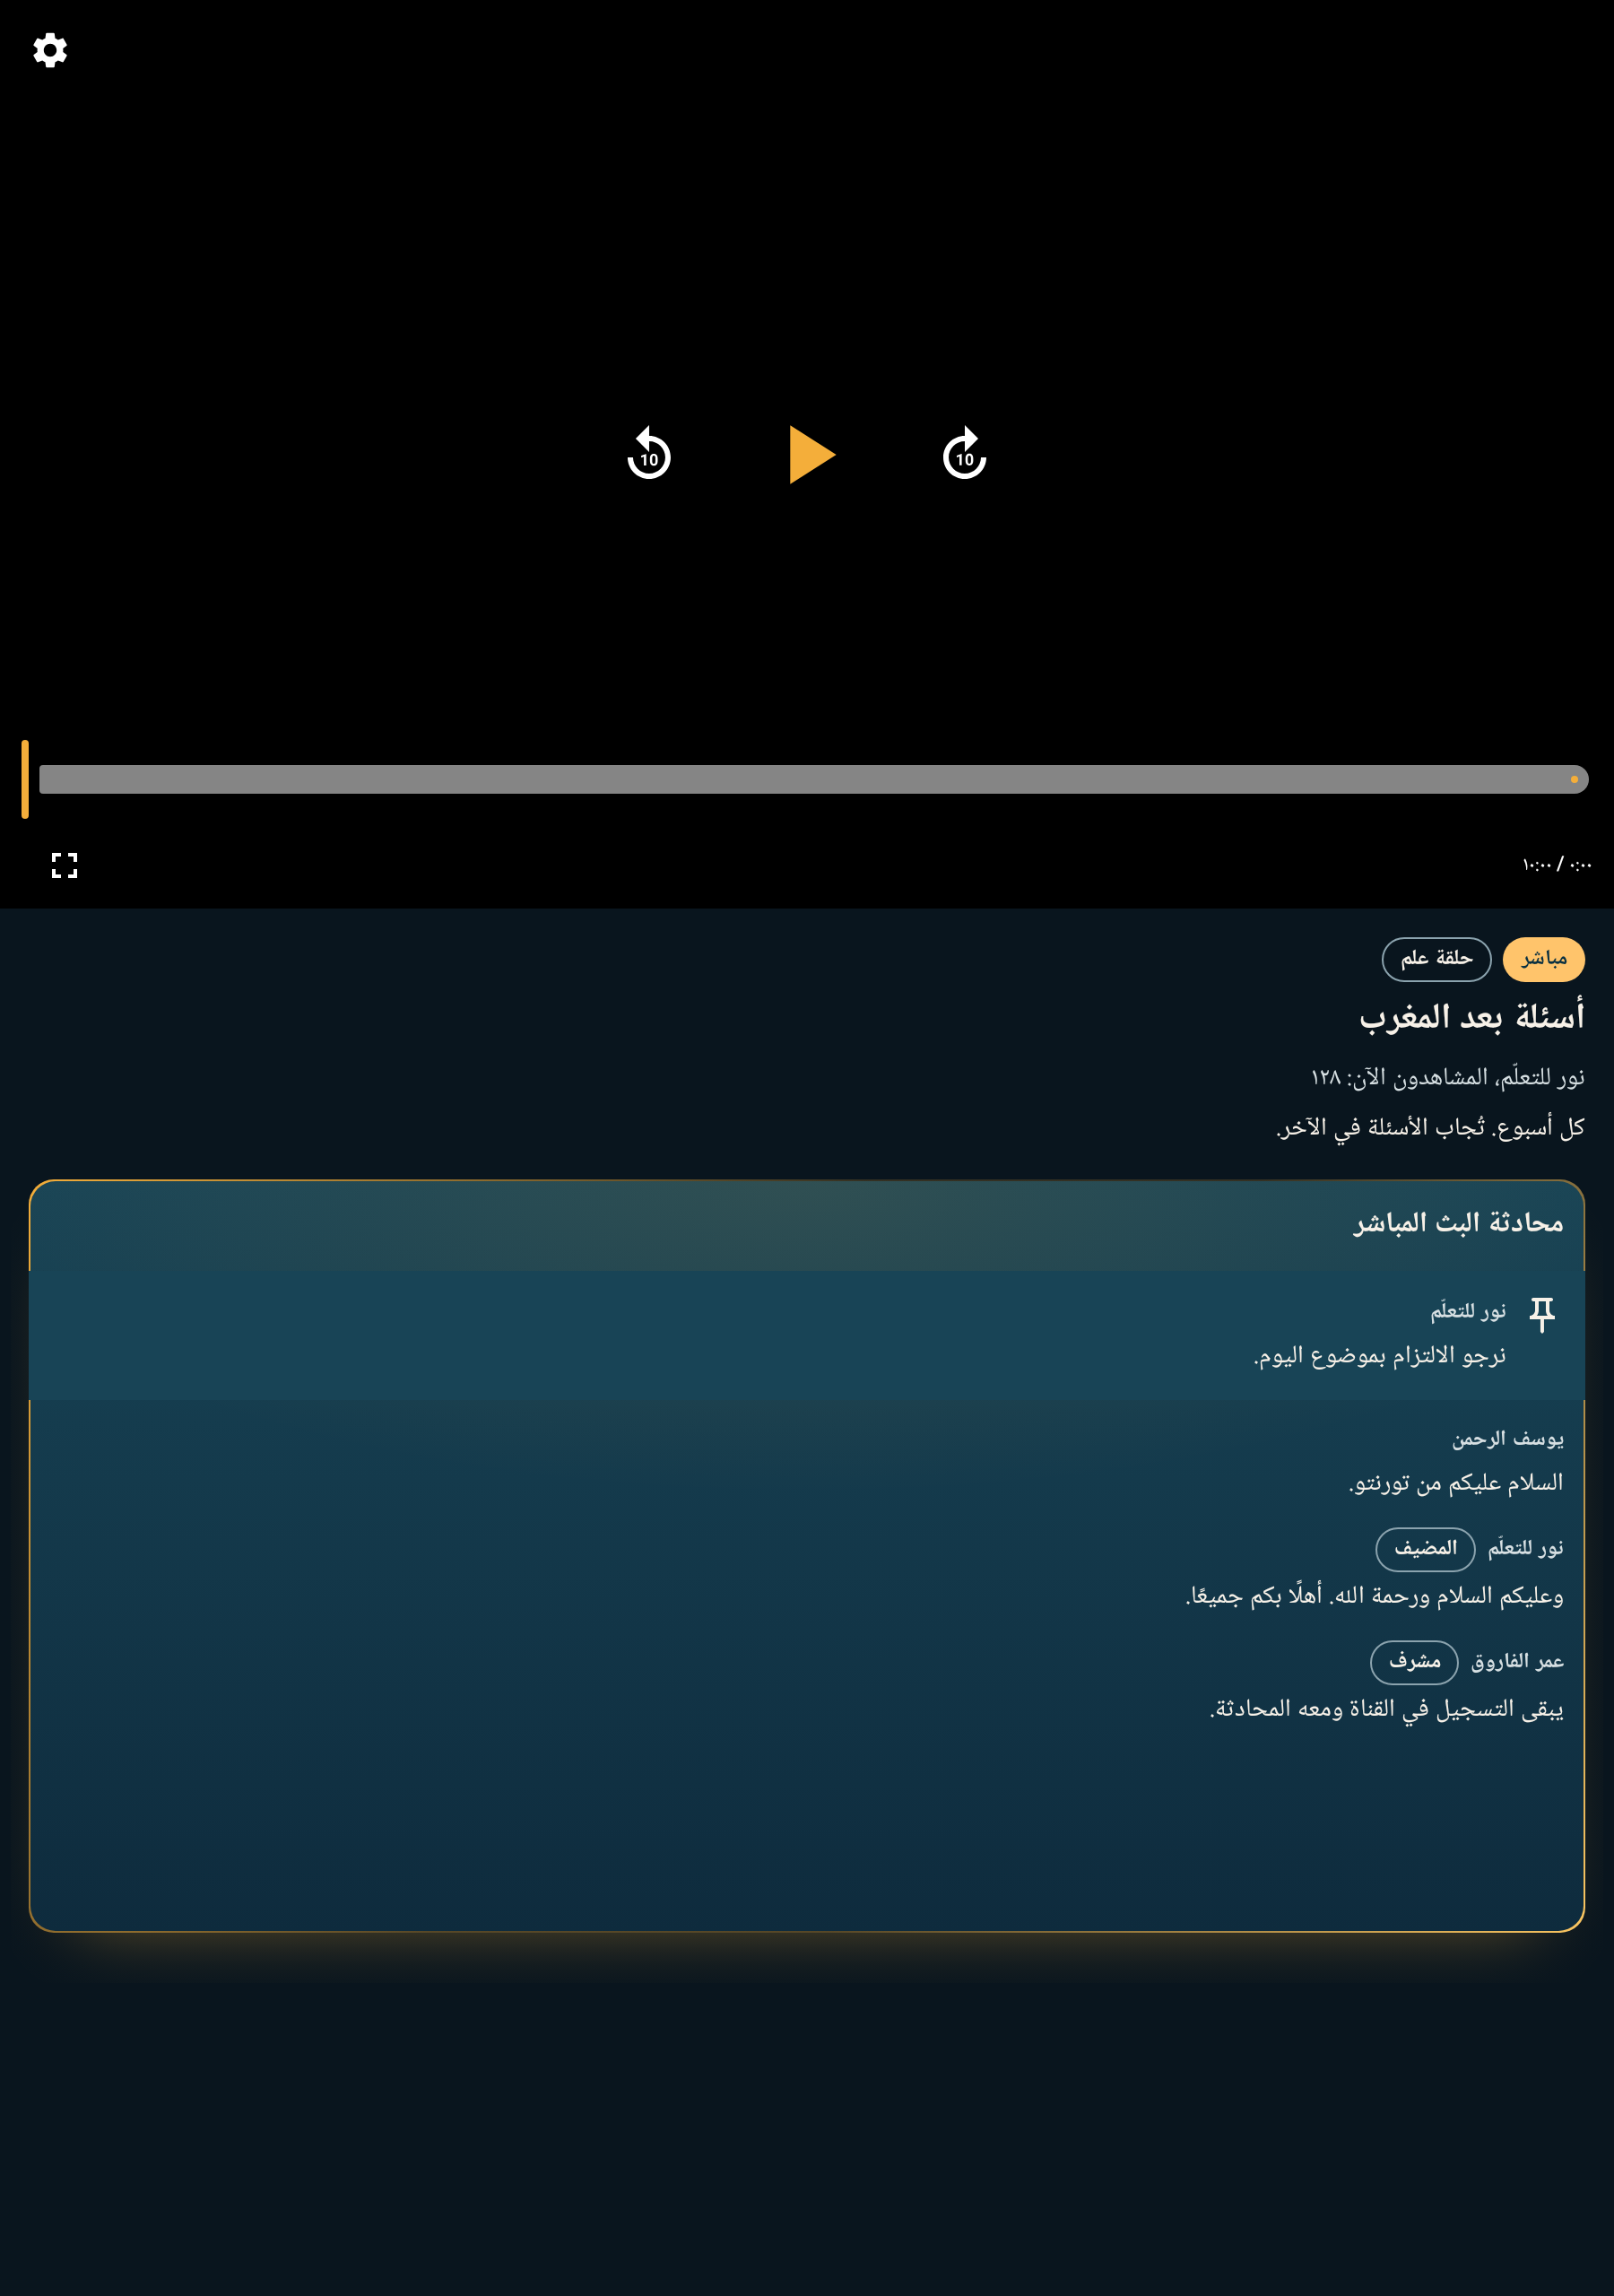 10
10
٠:٠٠ / ١٠:٠٠
مباشر
حلقة علم
أسئلة بعد المغرب
نور للتعلّم، المشاهدون الآن: ١٢٨
كل أسبوع. تُجاب الأسئلة في الآخر.
محادثة البث المباشر
نور للتعلّم
نرجو الالتزام بموضوع اليوم.
يوسف الرحمن
السلام عليكم من تورنتو.
نور للتعلّم المضيف
وعليكم السلام ورحمة الله. أهلًا بكم جميعًا.
عمر الفاروق مشرف
يبقى التسجيل في القناة ومعه المحادثة.